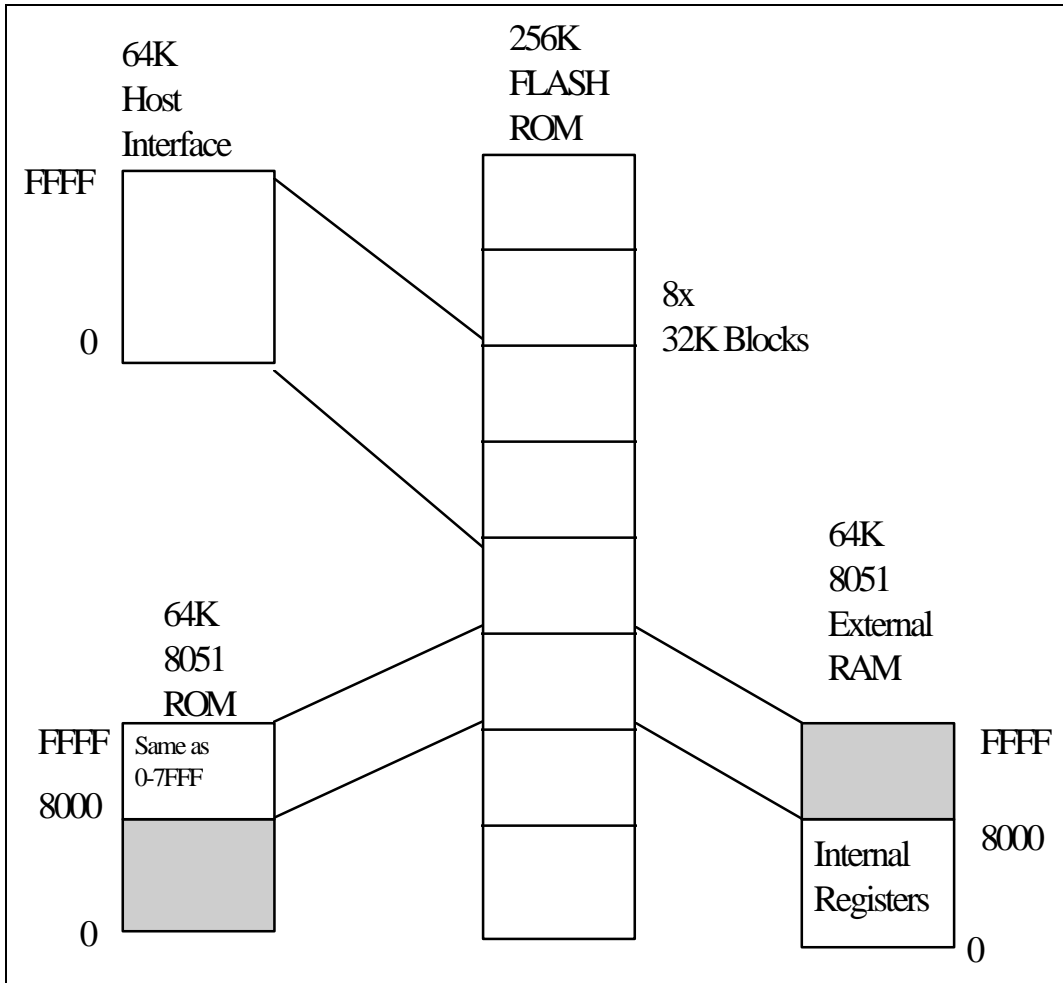 64K
Host
Interface
FFFF
0
256K
FLASH
ROM
8x
32K Blocks
64K
8051
ROM
FFFF
Same as
0-7FFF
8000
0
64K
8051
External
RAM
FFFF
8000
Internal
Registers
0